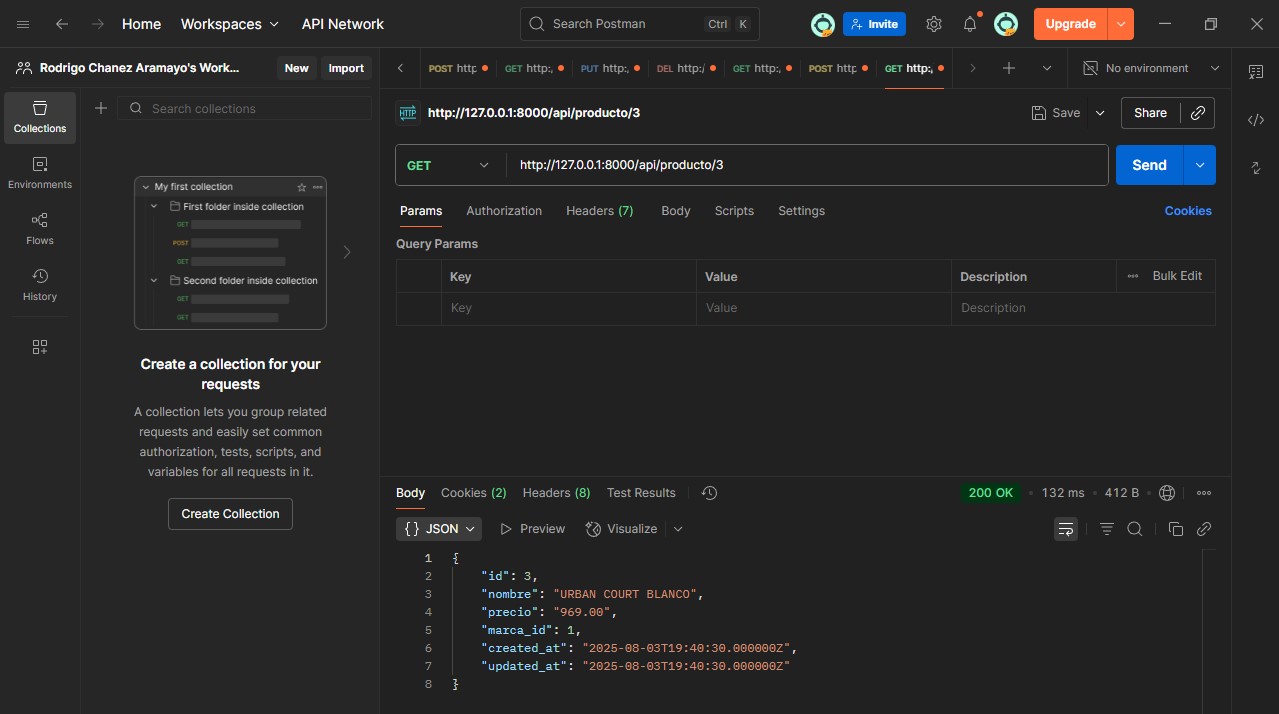 Home Workspaces API Network Search Postman Ctrl K Invite Upgrade
Rodrigo Chanez Aramayo's Work... New Import
POST http GET http:, PUT http:, DEL http:/ GET http:, POST http GET http:, No environment
Collections
Environments
Flows
History
Search collections
My first collection
First folder inside collection
GET
POST
GET
Second folder inside collection
GET
GET
Create a collection for your
requests
A collection lets you group related
requests and easily set common
authorization, tests, scripts, and
variables for all requests in it.
Create Collection
HTTP http://127.0.0.1:8000/api/producto/3 Save Share
GET http://127.0.0.1:8000/api/producto/3 Send
Params Authorization Headers (7) Body Scripts Settings Cookies
Query Params
Key Value Description Bulk Edit
Key Value Description
Body Cookies (2) Headers (8) Test Results 200 OK • 132 ms • 412 B
{} JSON Preview Visualize
1 {
2 "id": 3,
3 "nombre": "URBAN COURT BLANCO",
4 "precio": "969.00",
5 "marca_id": 1,
6 "created_at": "2025-08-03T19:40:30.000000Z",
7 "updated_at": "2025-08-03T19:40:30.000000Z"
8 }